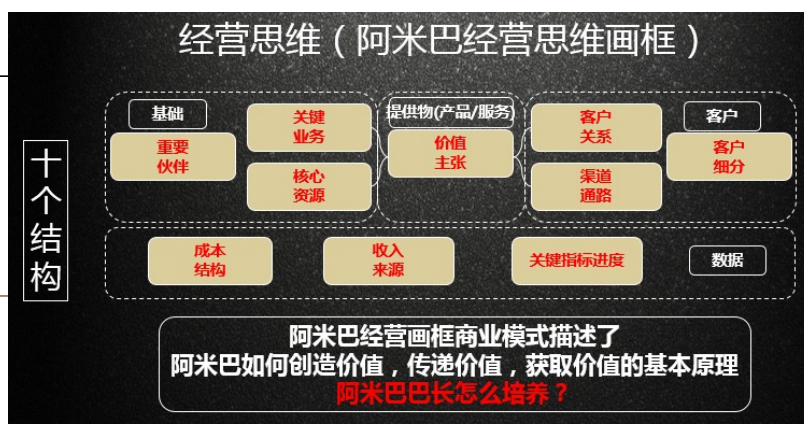 经营思维（阿米巴经营思维画框）
十个结构
基础
重要
伙伴
关键
业务
核心
资源
提供物(产品/服务)
价值
主张
客户
关系
渠道
通路
客户
客户
细分
成本
结构
收入
来源
关键指标进度
数据
阿米巴经营画框商业模式描述了
阿米巴如何创造价值，传递价值，获取价值的基本原理
阿米巴巴长怎么培养？